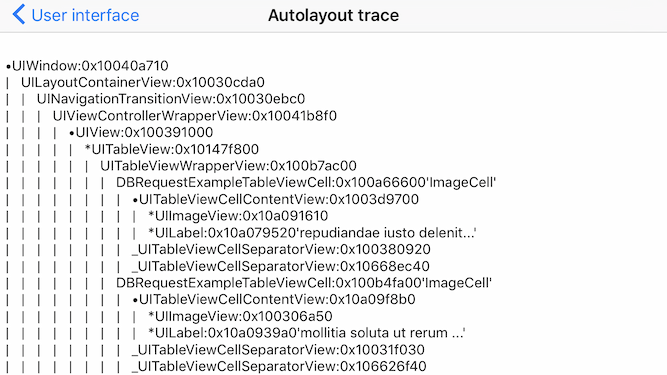 User interface
Autolayout trace
•UIWindow:0x10040a710
| UILayoutContainerView:0x10030cda0
| | UINavigationTransitionView:0x10030ebc0
| | | UIViewControllerWrapperView:0x10041b8f0
| | | | •UIView:0x100391000
| | | | | *UITableView:0x10147f800
| | | | | | UITableViewWrapperView:0x100b7ac00
| | | | | | | DBRequestExampleTableViewCell:0x100a66600'ImageCell'
| | | | | | | | •UITableViewCellContentView:0x1003d9700
| | | | | | | | | *UIImageView:0x10a091610
| | | | | | | | | *UILabel:0x10a079520'repudiandae iusto delenit...'
| | | | | | | | _UITableViewCellSeparatorView:0x100380920
| | | | | | | | _UITableViewCellSeparatorView:0x10668ec40
| | | | | | | DBRequestExampleTableViewCell:0x100b4fa00'ImageCell'
| | | | | | | | •UITableViewCellContentView:0x10a09f8b0
| | | | | | | | | *UIImageView:0x100306a50
| | | | | | | | | *UILabel:0x10a0939a0'mollitia soluta ut rerum ...'
| | | | | | | | _UITableViewCellSeparatorView:0x10031f030
| | | | | | | | _UITableViewCellSeparatorView:0x106626f40